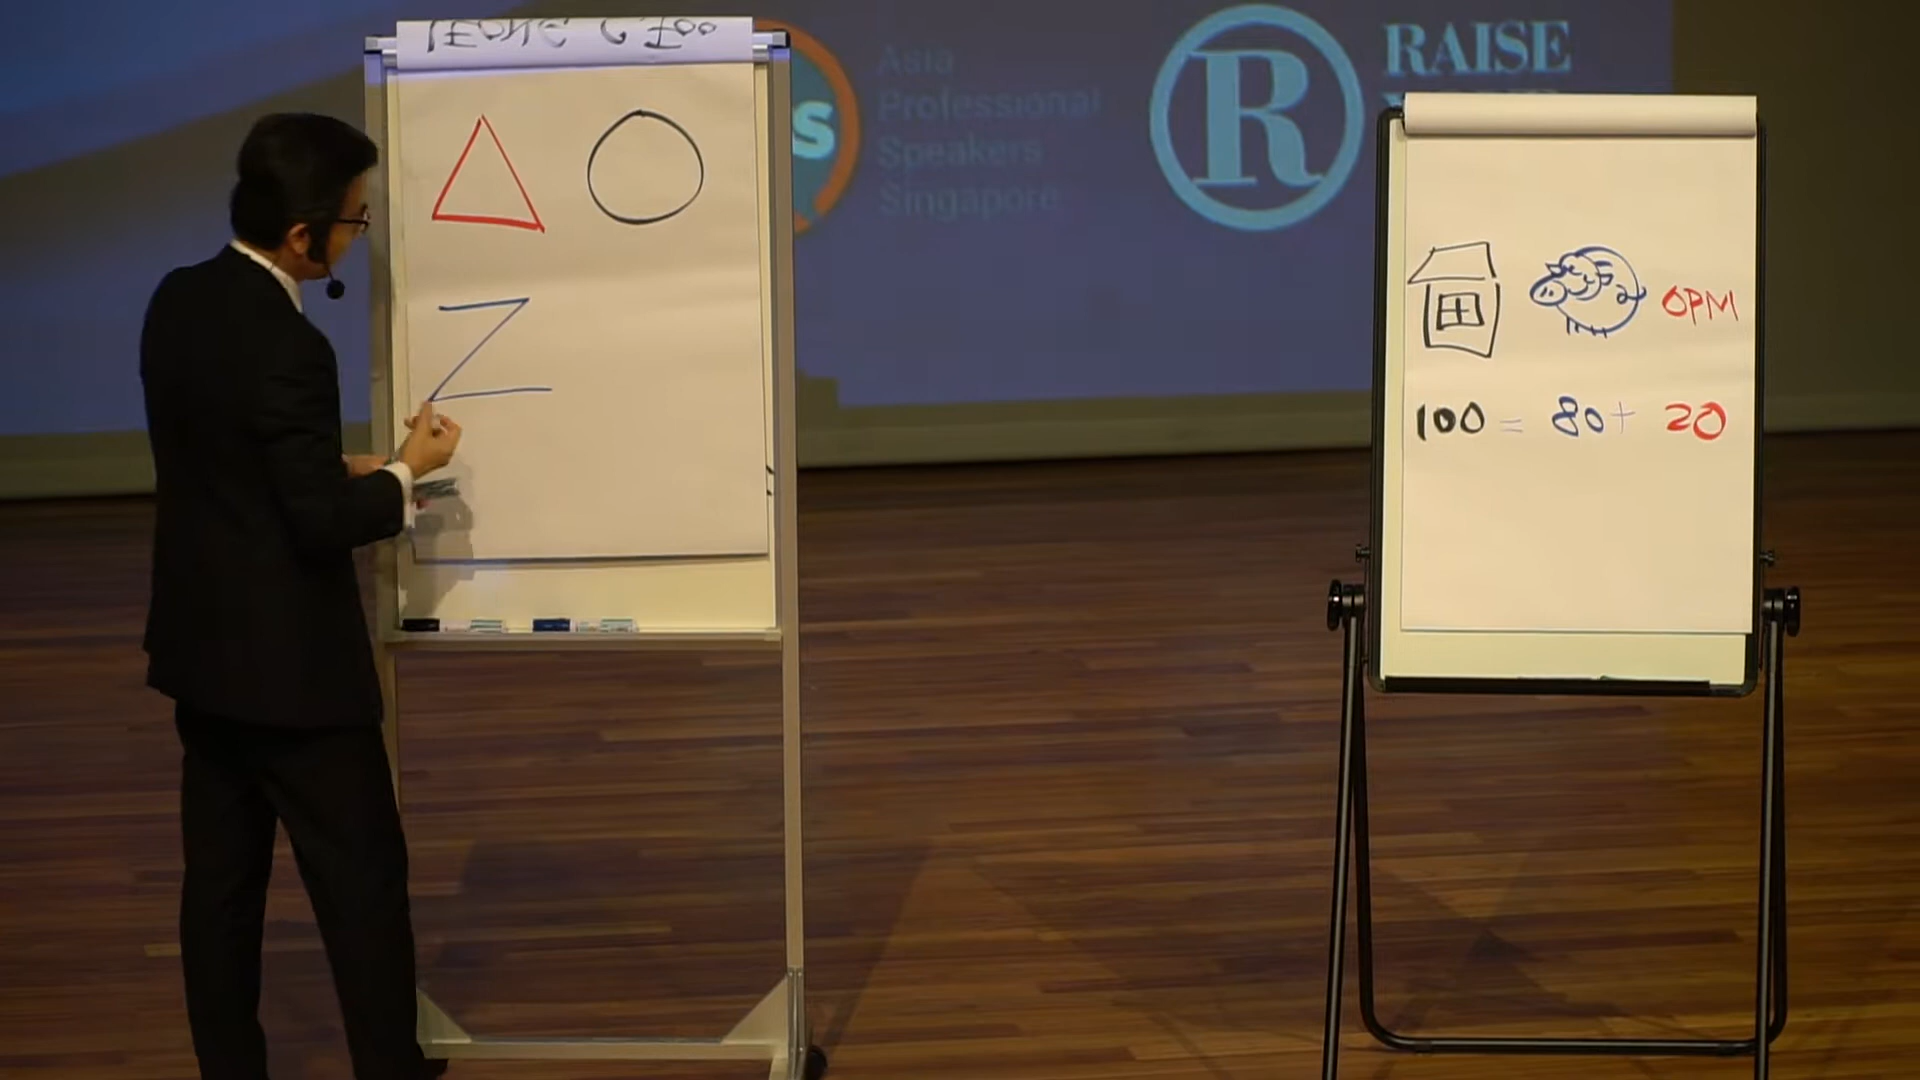 Asia
Professional
Speakers
Singapore
R
RAISE
Z
OPM
100 = 80 + 20